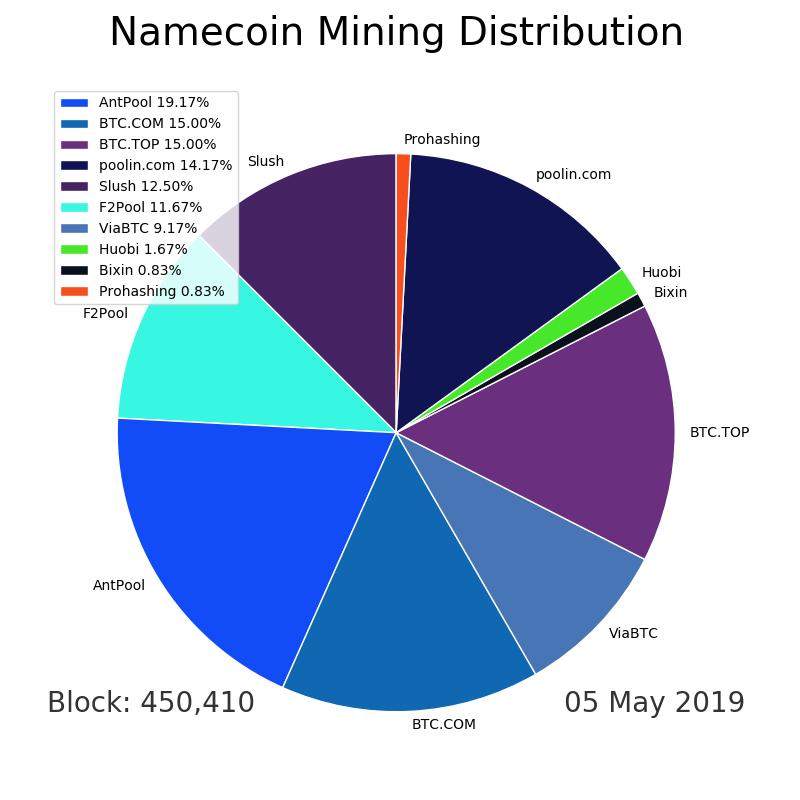 Namecoin Mining Distribution
AntPool 19.17%
BTC.COM 15.00%
BTC.TOP 15.00%
poolin.com 14.17%
Slush 12.50%
F2Pool 11.67%
ViaBTC 9.17%
Huobi 1.67%
Bixin 0.83%
Prohashing 0.83%
Prohashing
Slush
poolin.com
Huobi
Bixin
F2Pool
BTC.TOP
AntPool
ViaBTC
BTC.COM
Block: 450,410
05 May 2019